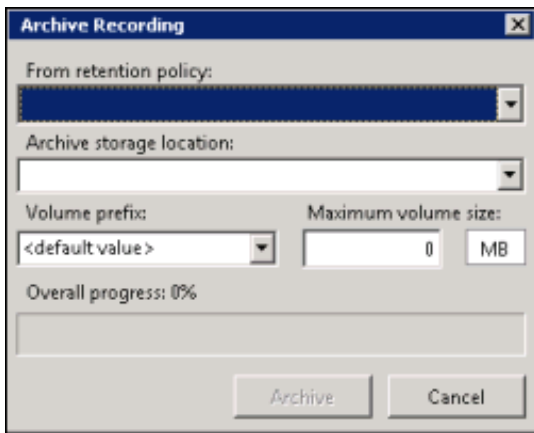 Archive Recording
From retention policy:
Archive storage location:
Volume prefix: Maximum volume size:
<default value> 0 MB
Overall progress: 0%
Archive Cancel